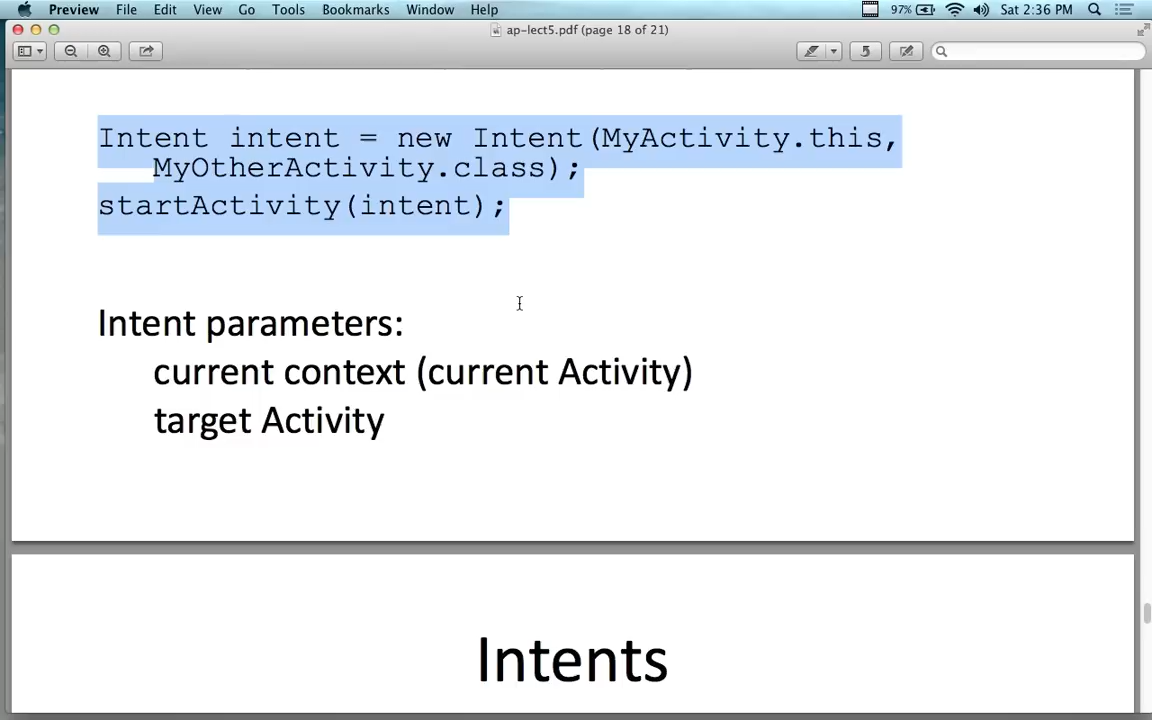 Preview File Edit View Go Tools Bookmarks Window Help 97% Sat 2:36 PM
ap-lect5.pdf (page 18 of 21)
5
Intent intent = new Intent(MyActivity.this,
MyOtherActivity.class);
startActivity(intent);
Intent parameters:
current context (current Activity)
target Activity
Intents